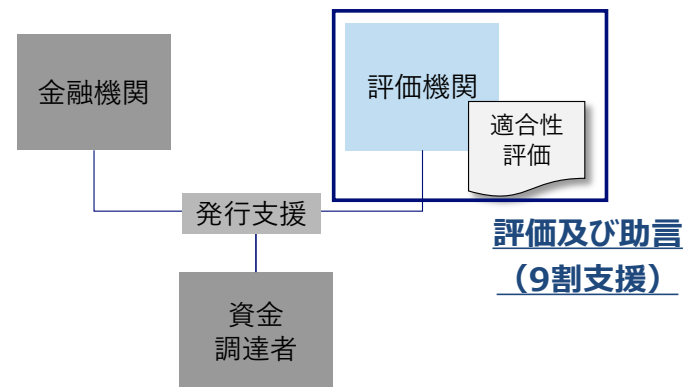 金融機関
評価機関
適合性
評価
発行支援
評価及び助言
（9割支援）
資金
調達者